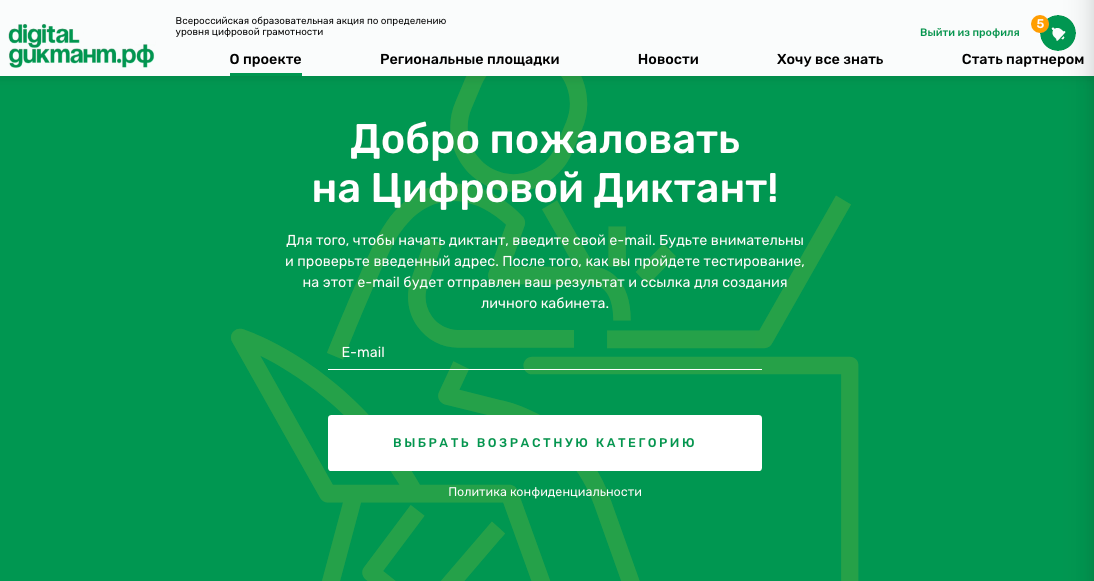 digital
диктант.рф
Всероссийская образовательная акция по определению
уровня цифровой грамотности
Выйти из профиля
5
О проекте
Региональные площадки
Новости
Хочу все знать
Стать партнером
Добро пожаловать
на Цифровой Диктант!
Для того, чтобы начать диктант, введите свой e-mail. Будьте внимательны
и проверьте введенный адрес. После того, как вы пройдете тестирование,
на этот e-mail будет отправлен ваш результат и ссылка для создания
личного кабинета.
E-mail
ВЫБРАТЬ ВОЗРАСТНУЮ КАТЕГОРИЮ
Политика конфиденциальности